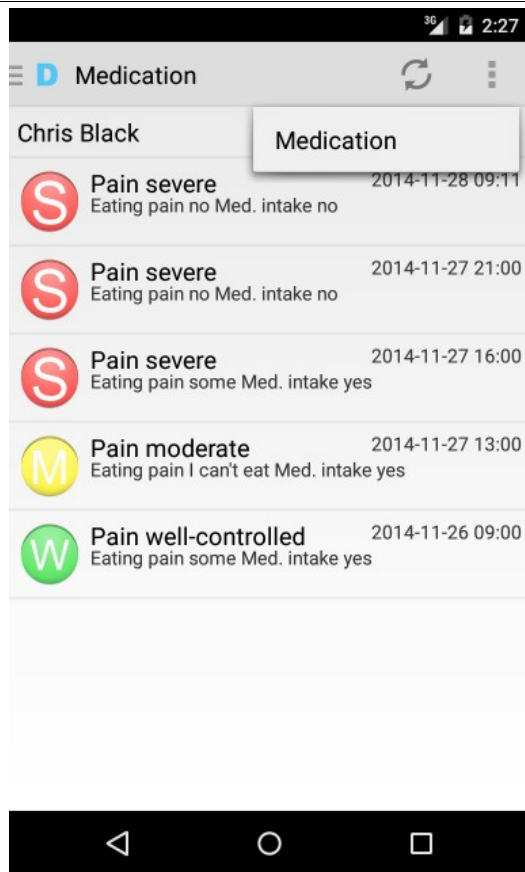 3G 2:27
D Medication
Chris Black
Medication
S Pain severe 2014-11-28 09:11
Eating pain no Med. intake no
S Pain severe 2014-11-27 21:00
Eating pain no Med. intake no
S Pain severe 2014-11-27 16:00
Eating pain some Med. intake yes
M Pain moderate 2014-11-27 13:00
Eating pain I can't eat Med. intake yes
W Pain well-controlled 2014-11-26 09:00
Eating pain some Med. intake yes